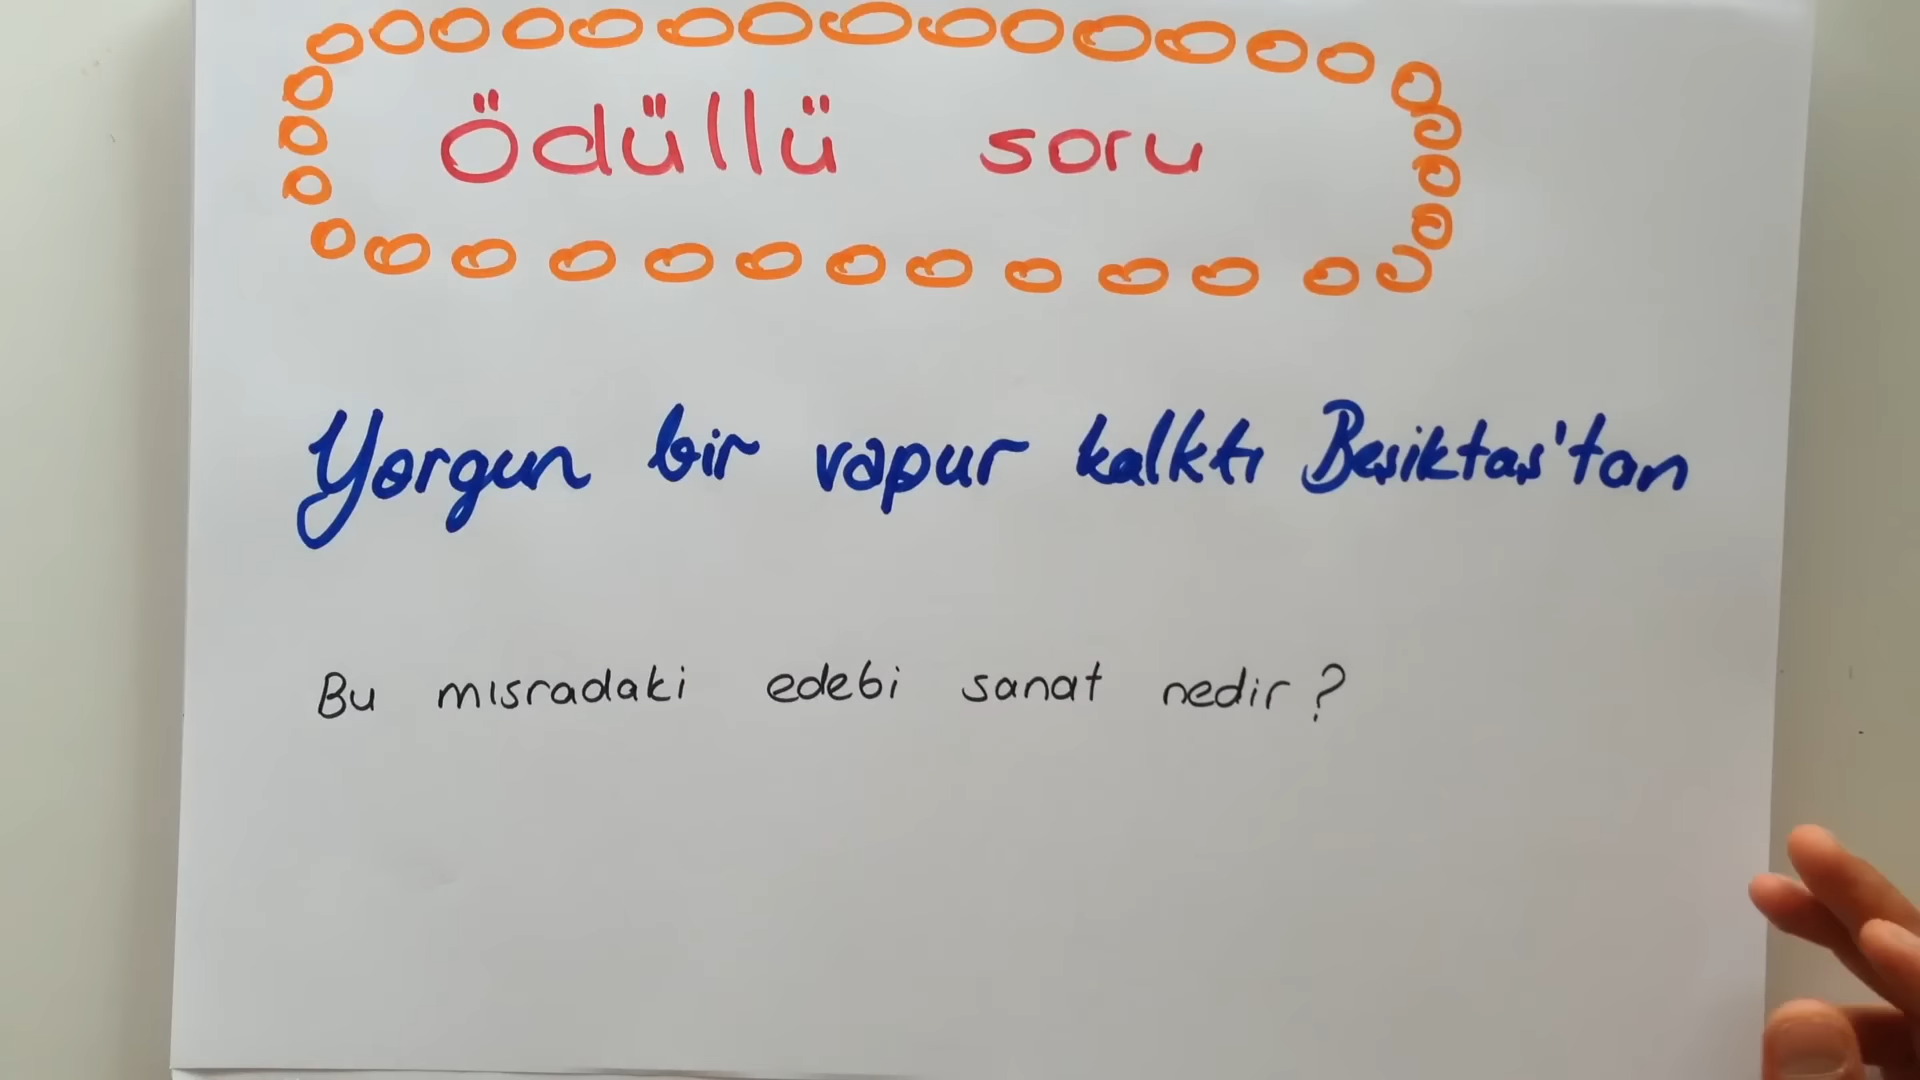 Ödüllü soru
Yorgun bir vapur kalktı Beşiktaş'tan
Bu mısradaki edebi sanat nedir?